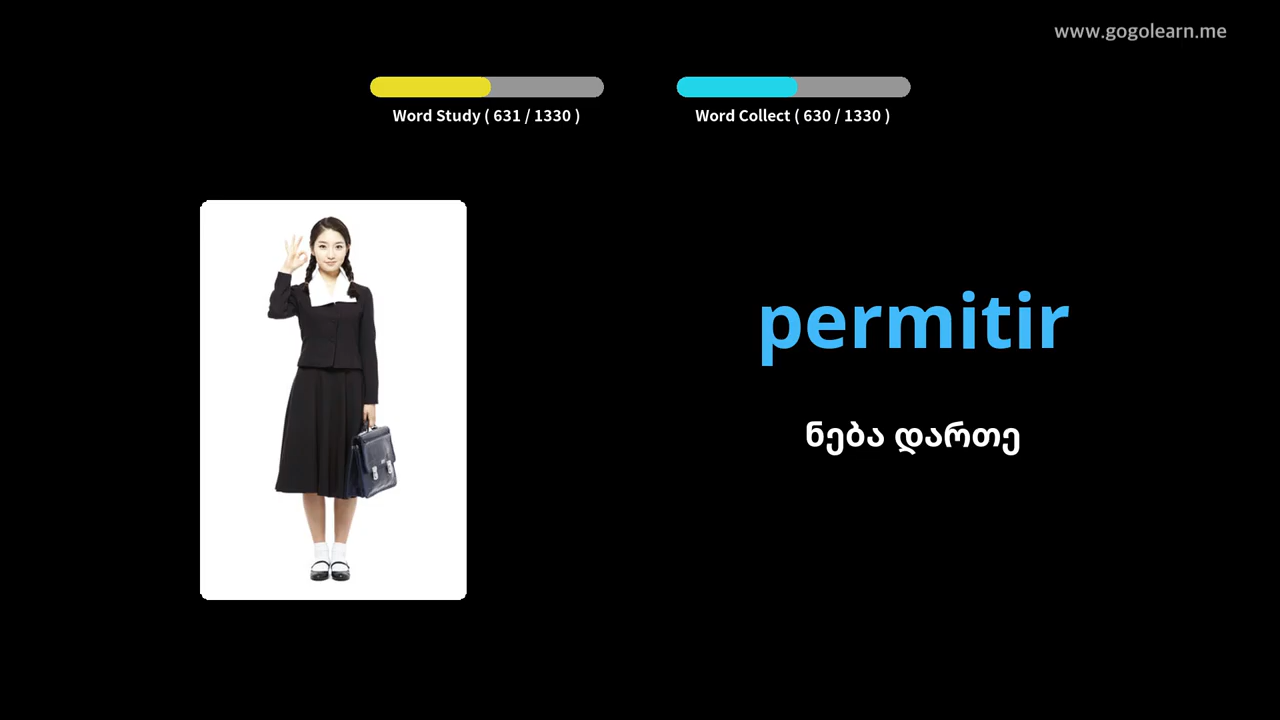 www.gogolearn.me
Word Study ( 631 / 1330 )
Word Collect ( 630 / 1330 )
permitir
ნება დართე